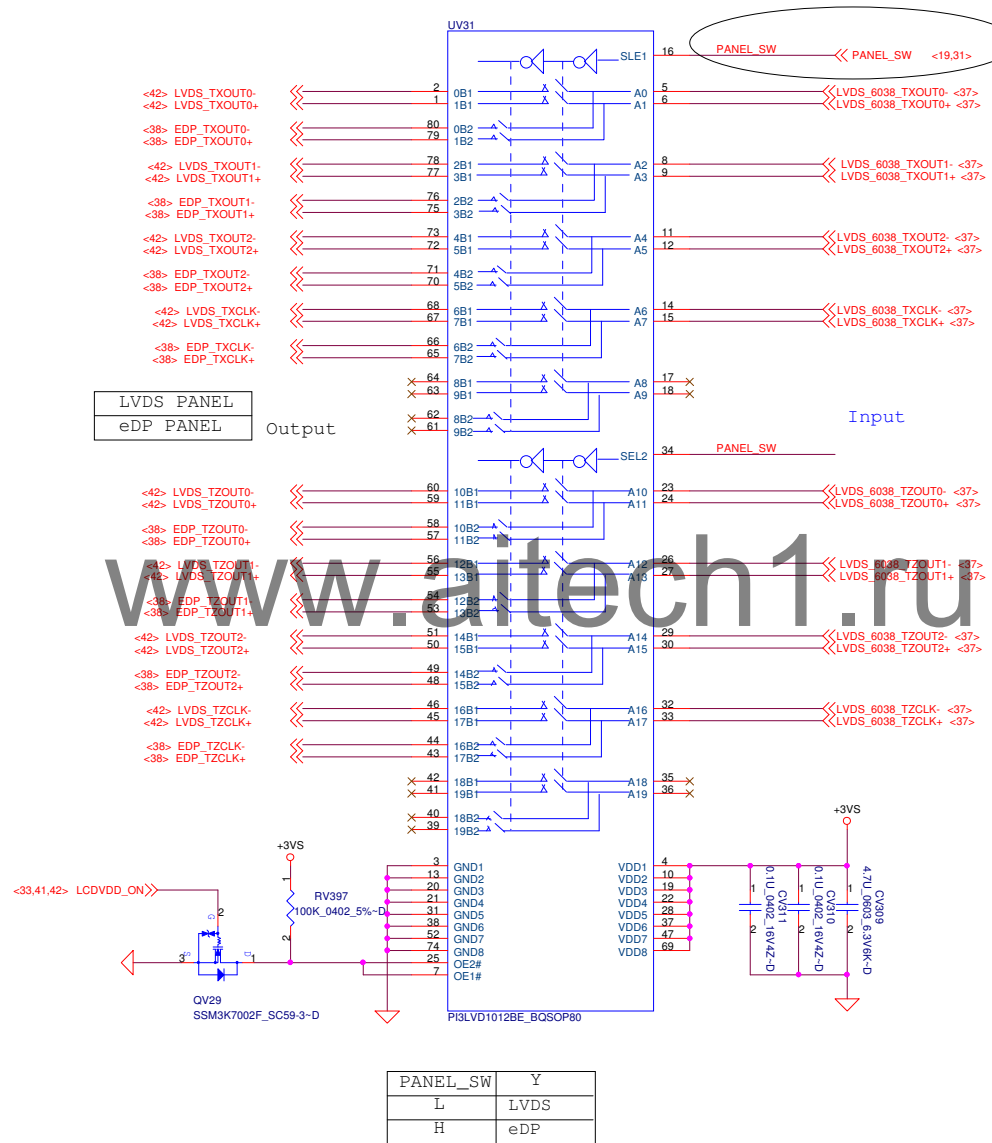 UV31
SLE1 16 PANEL_SW PANEL_SW <19,31>
<42> LVDS_TXOUT0- 2 0B1 A0 5 LVDS_6038_TXOUT0- <37>
<42> LVDS_TXOUT0+ 1 1B1 A1 6 LVDS_6038_TXOUT0+ <37>
<38> EDP_TXOUT0- 80 0B2
<38> EDP_TXOUT0+ 79 1B2
<42> LVDS_TXOUT1- 78 2B1 A2 8 LVDS_6038_TXOUT1- <37>
<42> LVDS_TXOUT1+ 77 3B1 A3 9 LVDS_6038_TXOUT1+ <37>
<38> EDP_TXOUT1- 76 2B2
<38> EDP_TXOUT1+ 75 3B2
<42> LVDS_TXOUT2- 73 4B1 A4 11 LVDS_6038_TXOUT2- <37>
<42> LVDS_TXOUT2+ 72 5B1 A5 12 LVDS_6038_TXOUT2+ <37>
<38> EDP_TXOUT2- 71 4B2
<38> EDP_TXOUT2+ 70 5B2
<42> LVDS_TXCLK- 68 6B1 A6 14 LVDS_6038_TXCLK- <37>
<42> LVDS_TXCLK+ 67 7B1 A7 15 LVDS_6038_TXCLK+ <37>
<38> EDP_TXCLK- 66 6B2
<38> EDP_TXCLK+ 65 7B2
64 8B1 A8 17
63 9B1 A9 18
62 8B2
61 9B2
LVDS PANEL
eDP PANEL
Output
Input
SEL2 34 PANEL_SW
<42> LVDS_TZOUT0- 60 10B1 A10 23 LVDS_6038_TZOUT0- <37>
<42> LVDS_TZOUT0+ 59 11B1 A11 24 LVDS_6038_TZOUT0+ <37>
<38> EDP_TZOUT0- 58 10B2
<38> EDP_TZOUT0+ 57 11B2
<42> LVDS_TZOUT1- 56 12B1 A12 26 LVDS_6038_TZOUT1- <37>
<42> LVDS_TZOUT1+ 55 13B1 A13 27 LVDS_6038_TZOUT1+ <37>
<38> EDP_TZOUT1- 54 12B2
<38> EDP_TZOUT1+ 53 13B2
www.aitech1.ru
<42> LVDS_TZOUT2- 51 14B1 A14 29 LVDS_6038_TZOUT2- <37>
<42> LVDS_TZOUT2+ 50 15B1 A15 30 LVDS_6038_TZOUT2+ <37>
<38> EDP_TZOUT2- 49 14B2
<38> EDP_TZOUT2+ 48 15B2
<42> LVDS_TZCLK- 46 16B1 A16 32 LVDS_6038_TZCLK- <37>
<42> LVDS_TZCLK+ 45 17B1 A17 33 LVDS_6038_TZCLK+ <37>
<38> EDP_TZCLK- 44 16B2
<38> EDP_TZCLK+ 43 17B2
42 18B1 A18 35
41 19B1 A19 36
40 18B2
39 19B2
3 GND1 VDD1 4
13 GND2 VDD2 10
20 GND3 VDD3 19
21 GND4 VDD4 22
31 GND5 VDD5 28
38 GND6 VDD6 37
52 GND7 VDD7 47
74 GND8 VDD8 69
25 OE2#
7 OE1#
PI3LVD1012BE_BQSOP80
+3VS
1
RV397
100K_0402_5%~D
2
<33,41,42> LCDVDD_ON
2
G
3 S D 1
QV29
SSM3K7002F_SC59-3~D
+3VS
1 2
CV311
0.1U_0402_16V4Z~D
1 2
CV310
0.1U_0402_16V4Z~D
1 2
CV309
4.7U_0603_6.3V6K~D
PANEL_SW Y
L LVDS
H eDP